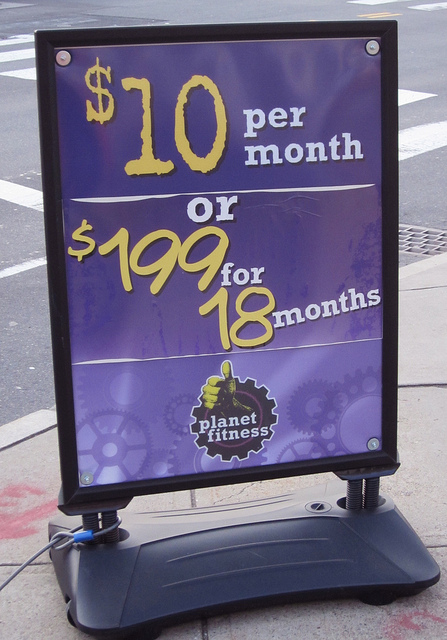 $10 per
month
or
$199 for
18 months
planet
fitness